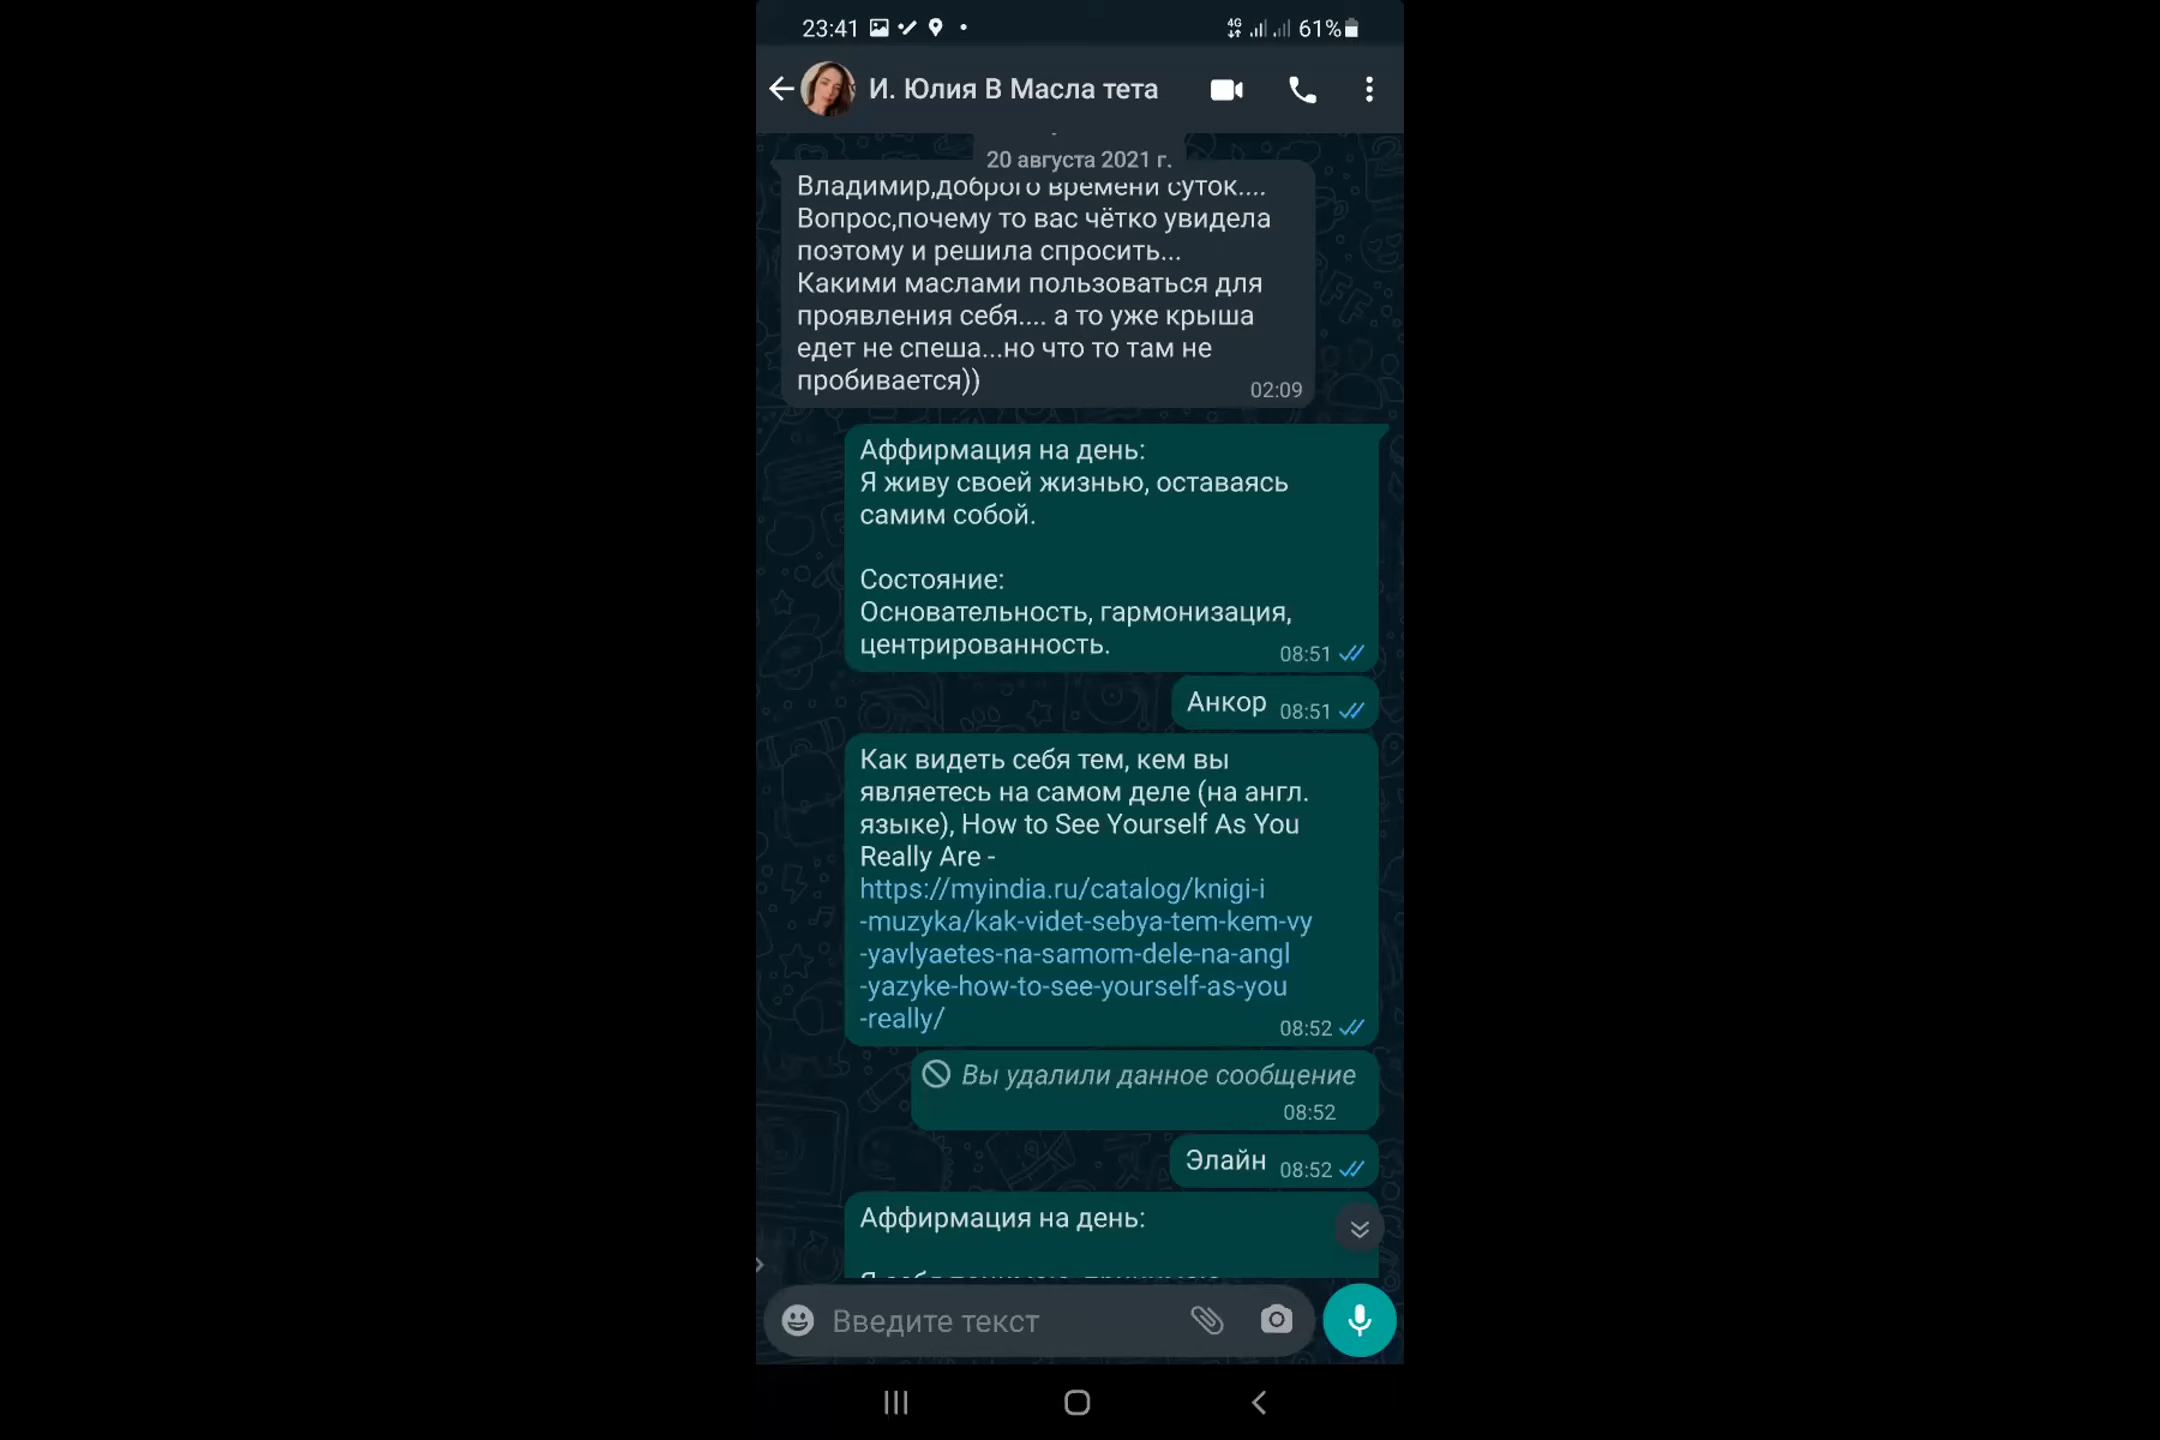 23:41
4G
61%
И. Юлия В Масла тета
20 августа 2021 г.
Владимир,доброго времени суток....
Вопрос,почему то вас чётко увидела
поэтому и решила спросить...
Какими маслами пользоваться для
проявления себя.... а то уже крыша
едет не спеша...но что то там не
пробивается))
02:09
Аффирмация на день:
Я живу своей жизнью, оставаясь
самим собой.
Состояние:
Основательность, гармонизация,
центрированность.
08:51
Анкор 08:51
Как видеть себя тем, кем вы
являетесь на самом деле (на англ.
языке), How to See Yourself As You
Really Are -
https://myindia.ru/catalog/knigi-i
-muzyka/kak-videt-sebya-tem-kem-vy
-yavlyaetes-na-samom-dele-na-angl
-yazyke-how-to-see-yourself-as-you
-really/
08:52
Вы удалили данное сообщение
08:52
Элайн 08:52
Аффирмация на день:
Введите текст